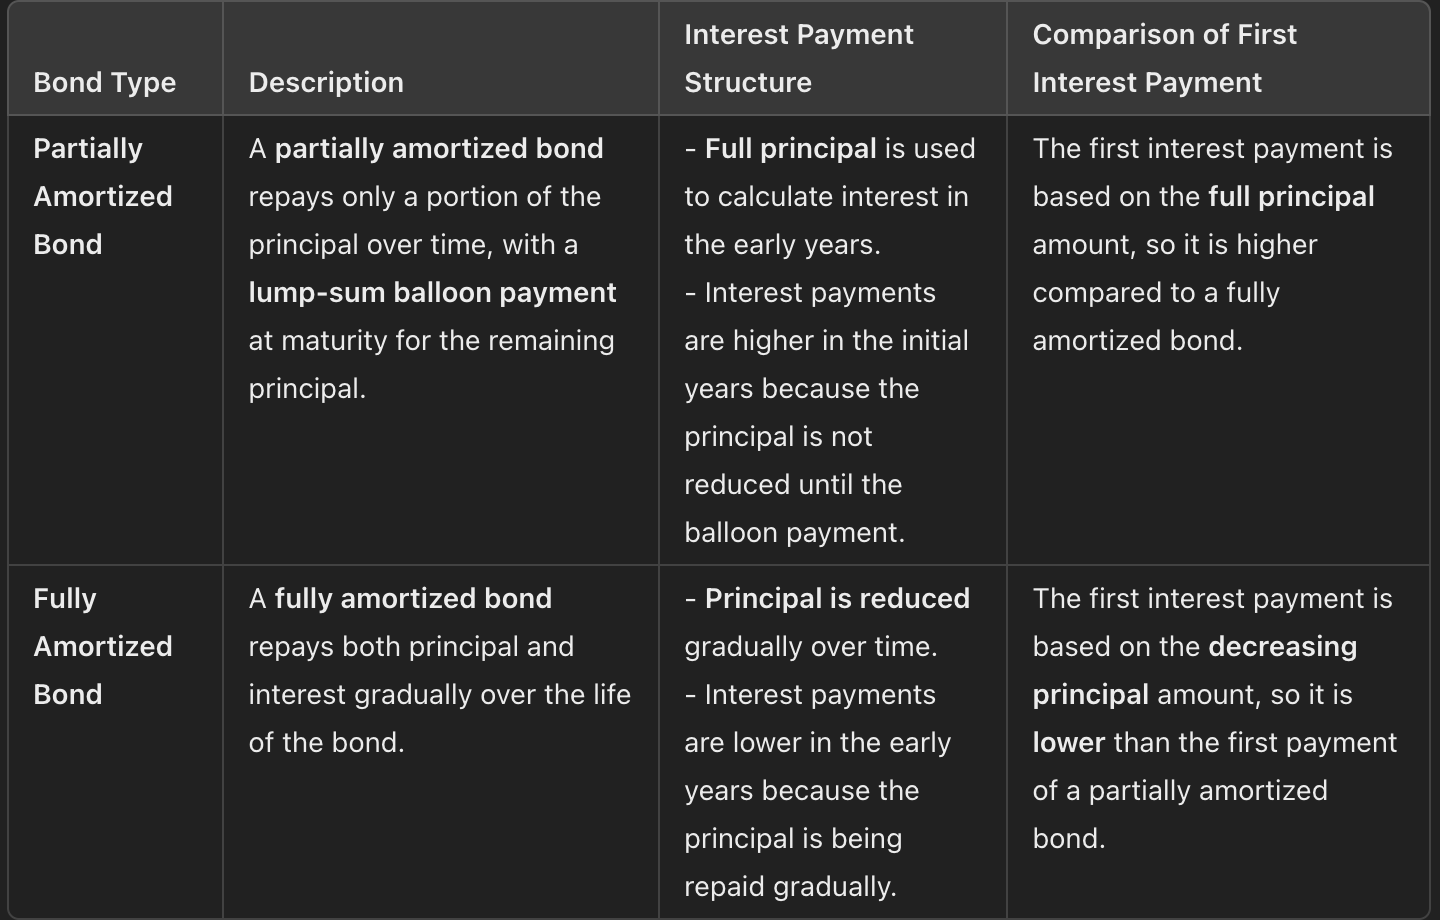 Bond Type
Description
Interest Payment
Structure
Comparison of First
Interest Payment
Partially
Amortized
Bond
A partially amortized bond
repays only a portion of the
principal over time, with a
lump-sum balloon payment
at maturity for the remaining
principal.
- Full principal is used
to calculate interest in
the early years.
- Interest payments
are higher in the initial
years because the
principal is not
reduced until the
balloon payment.
The first interest payment is
based on the full principal
amount, so it is higher
compared to a fully
amortized bond.
Fully
Amortized
Bond
A fully amortized bond
repays both principal and
interest gradually over the life
of the bond.
- Principal is reduced
gradually over time.
- Interest payments
are lower in the early
years because the
principal is being
repaid gradually.
The first interest payment is
based on the decreasing
principal amount, so it is
lower than the first payment
of a partially amortized
bond.